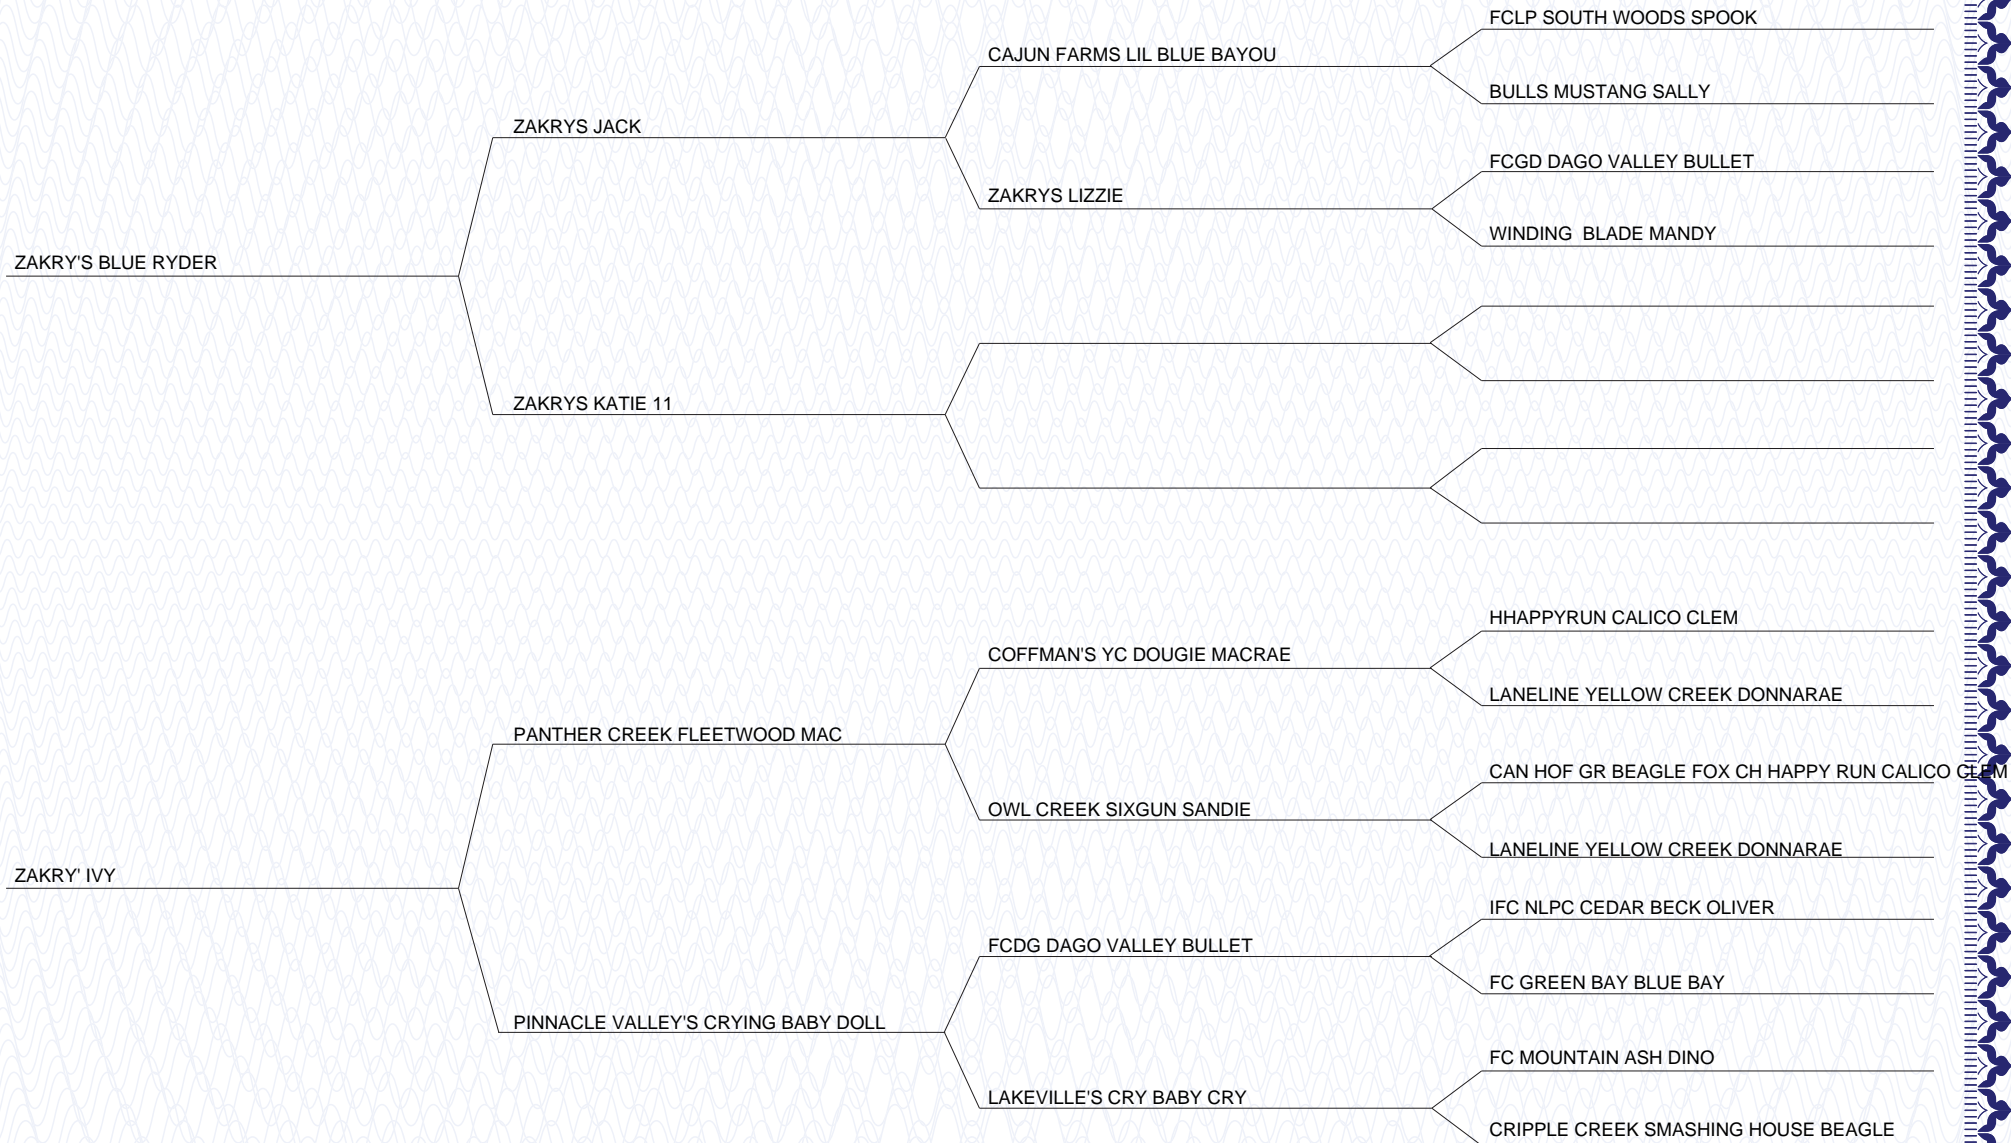 FCLP SOUTH WOODS SPOOK
CAJUN FARMS LIL BLUE BAYOU
BULLS MUSTANG SALLY
ZAKRYS JACK
FCGD DAGO VALLEY BULLET
ZAKRYS LIZZIE
WINDING  BLADE MANDY
ZAKRY'S BLUE RYDER
ZAKRYS KATIE 11
HHAPPYRUN CALICO CLEM
COFFMAN'S YC DOUGIE MACRAE
LANELINE YELLOW CREEK DONNARAE
PANTHER CREEK FLEETWOOD MAC
CAN HOF GR BEAGLE FOX CH HAPPY RUN CALICO CLEM
OWL CREEK SIXGUN SANDIE
LANELINE YELLOW CREEK DONNARAE
ZAKRY' IVY
IFC NLPC CEDAR BECK OLIVER
FCDG DAGO VALLEY BULLET
FC GREEN BAY BLUE BAY
PINNACLE VALLEY'S CRYING BABY DOLL
FC MOUNTAIN ASH DINO
LAKEVILLE'S CRY BABY CRY
CRIPPLE CREEK SMASHING HOUSE BEAGLE